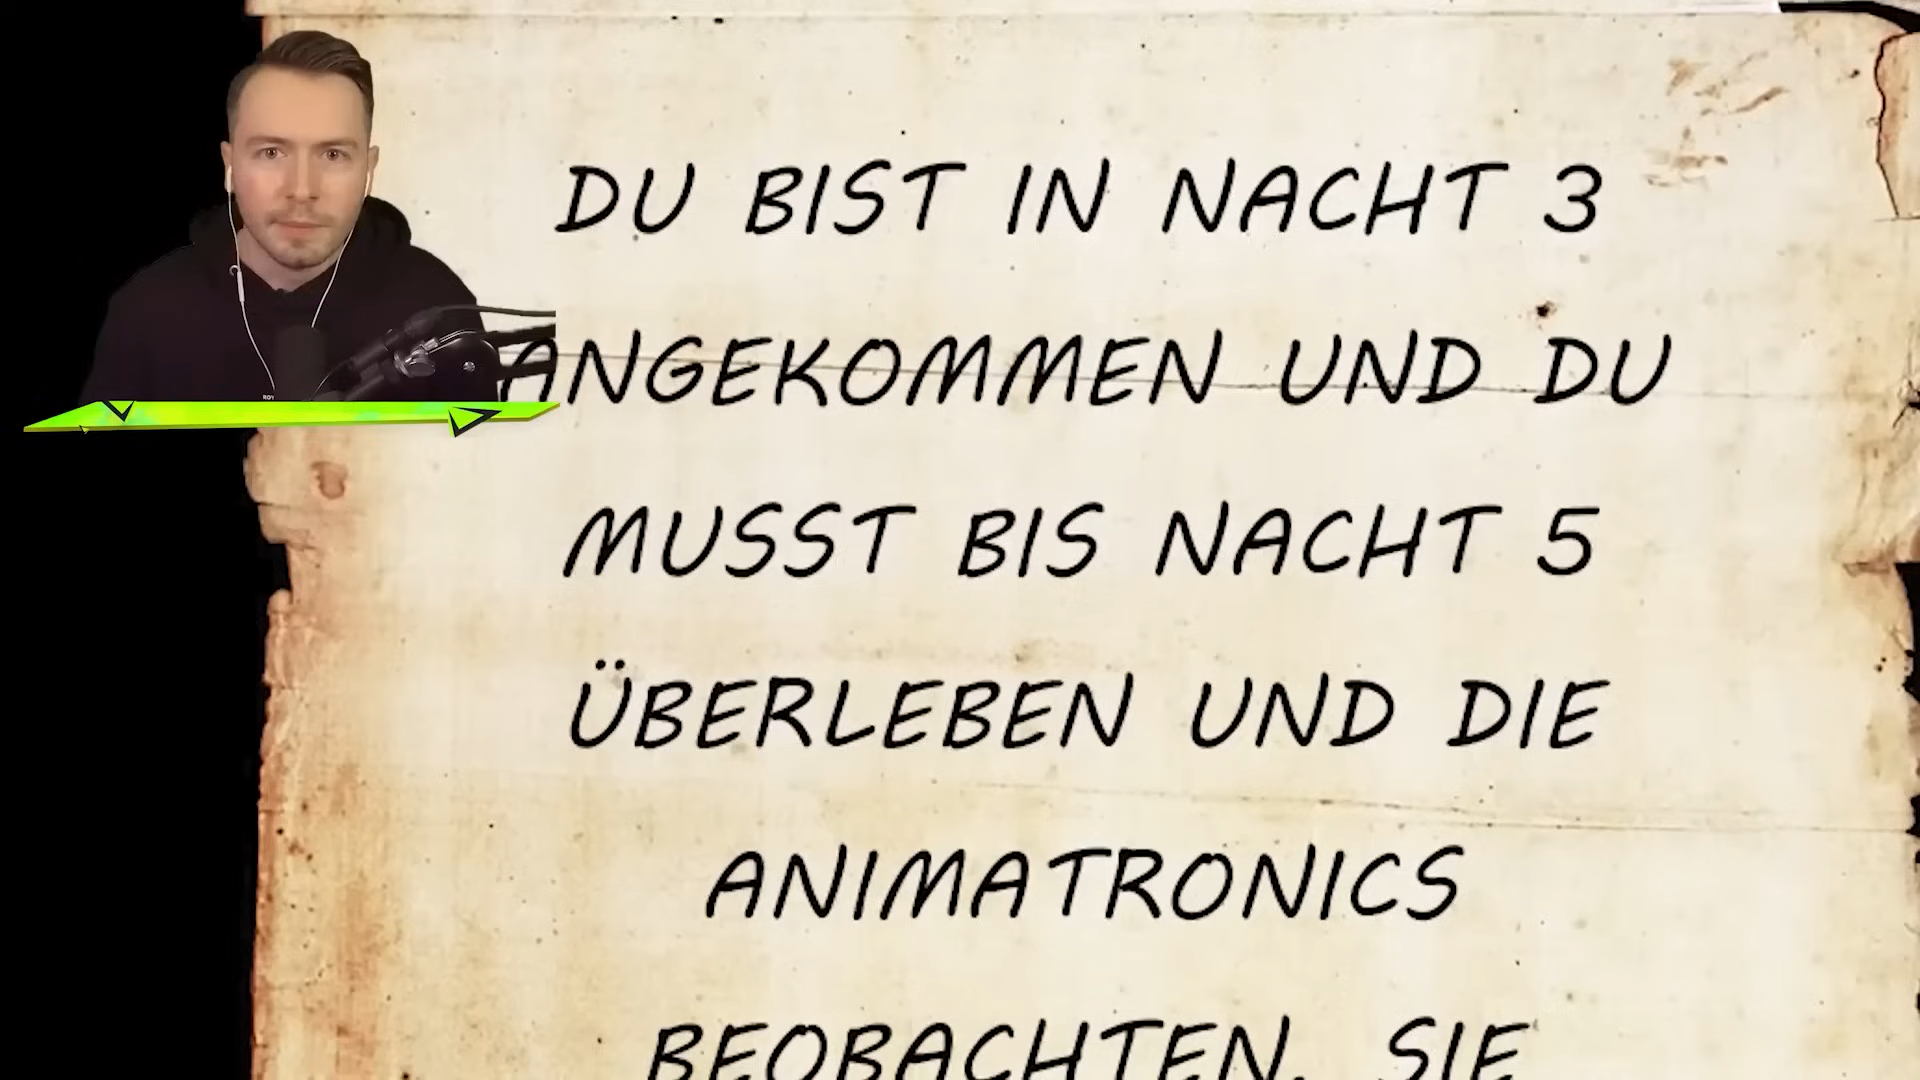 DU BIST IN NACHT 3
ANGEKOMMEN UND DU
MUSST BIS NACHT 5
ÜBERLEBEN UND DIE
ANIMATRONICS
BEOBACHTEN. SIE